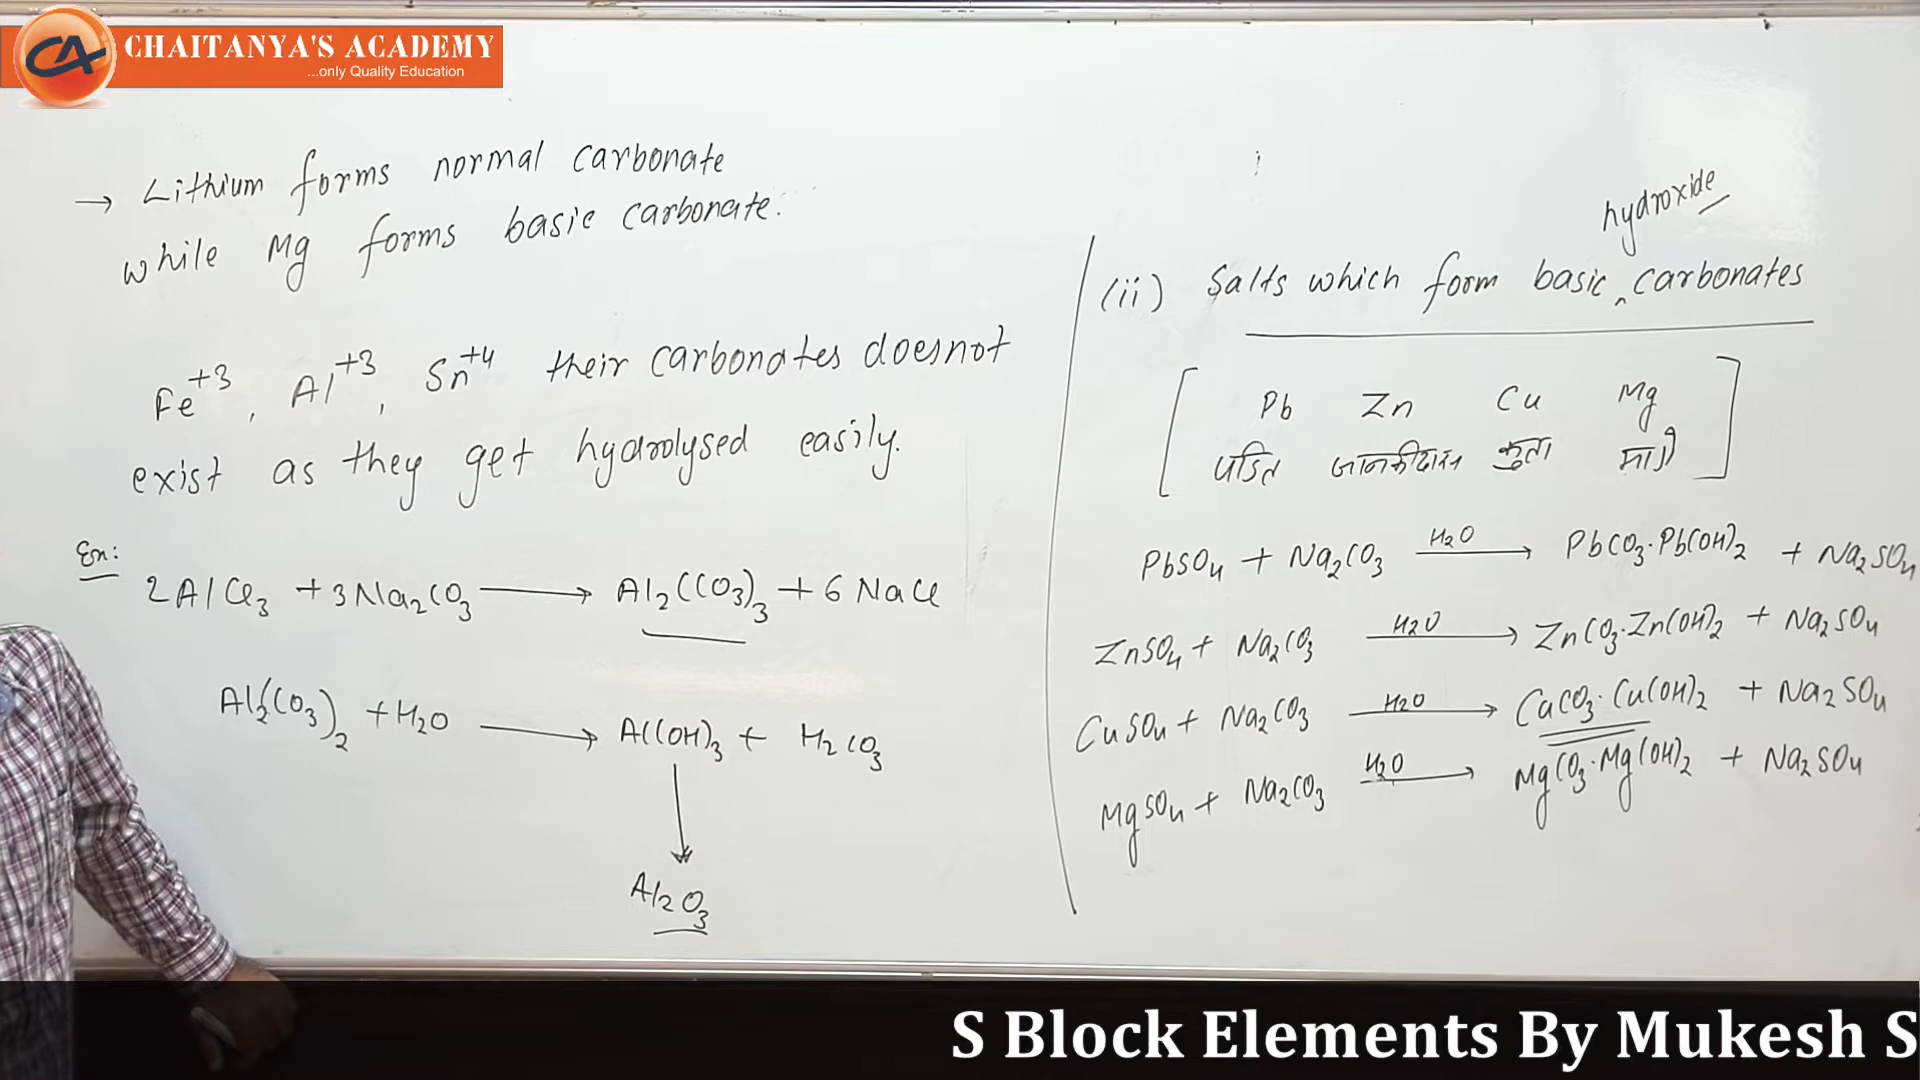 CHAITANYA'S ACADEMY
...only Quality Education
→ Lithium forms normal carbonate
while Mg forms basic carbonate.
Fe+3, Al+3, Sn+4 their carbonates doesnot
exist as they get hydrolysed easily.
Ex:
2AlCl3 + 3Na2CO3 → Al2(CO3)3 + 6NaCl
Al2(CO3)2 + H2O → Al(OH)3 + H2CO3
Al2O3
hydroxide
(ii) Salts which form basic ^ carbonates
[ Pb Zn Cu Mg ]
पंडित जानकीदास कुत्ता
PbSO4 + Na2CO3 H2O → PbCO3·Pb(OH)2 + Na2SO4
ZnSO4 + Na2CO3 H2O → ZnCO3·Zn(OH)2 + Na2SO4
CuSO4 + Na2CO3 H2O → CuCO3·Cu(OH)2 + Na2SO4
MgSO4 + Na2CO3 H2O → MgCO3·Mg(OH)2 + Na2SO4
S Block Elements By Mukesh S